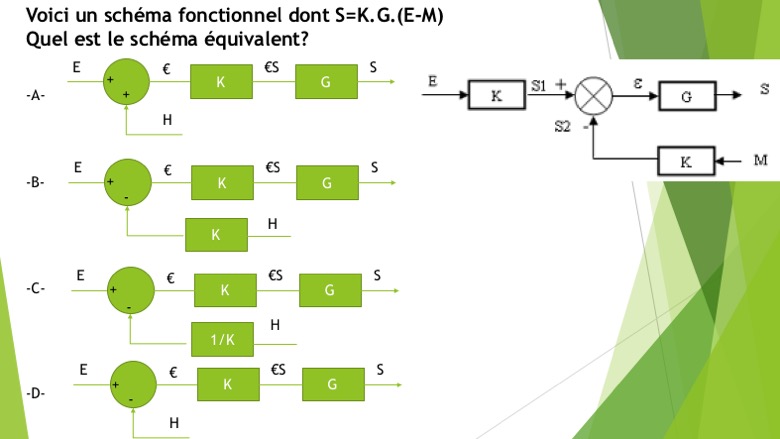 Voici un schéma fonctionnel dont S=K.G.(E-M)
Quel est le schéma équivalent?
-A-
E + + € K €S G S
H
-B-
E + - € K €S G S
K H
-C-
E + - € K €S G S
1/K H
-D-
E + - € K €S G S
H
E K S1 + ε G S
S2 - K M